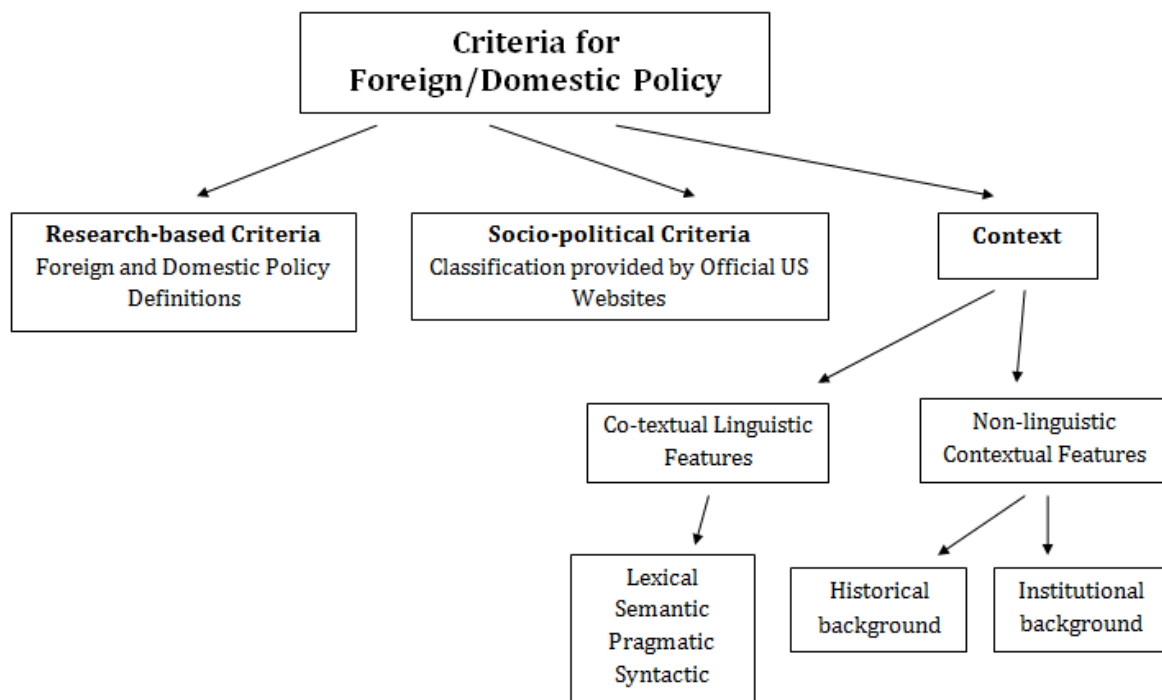 Criteria for
Foreign/Domestic Policy
Research-based Criteria
Foreign and Domestic Policy
Definitions
Socio-political Criteria
Classification provided by Official US
Websites
Context
Co-textual Linguistic
Features
Non-linguistic
Contextual Features
Lexical
Semantic
Pragmatic
Syntactic
Historical
background
Institutional
background